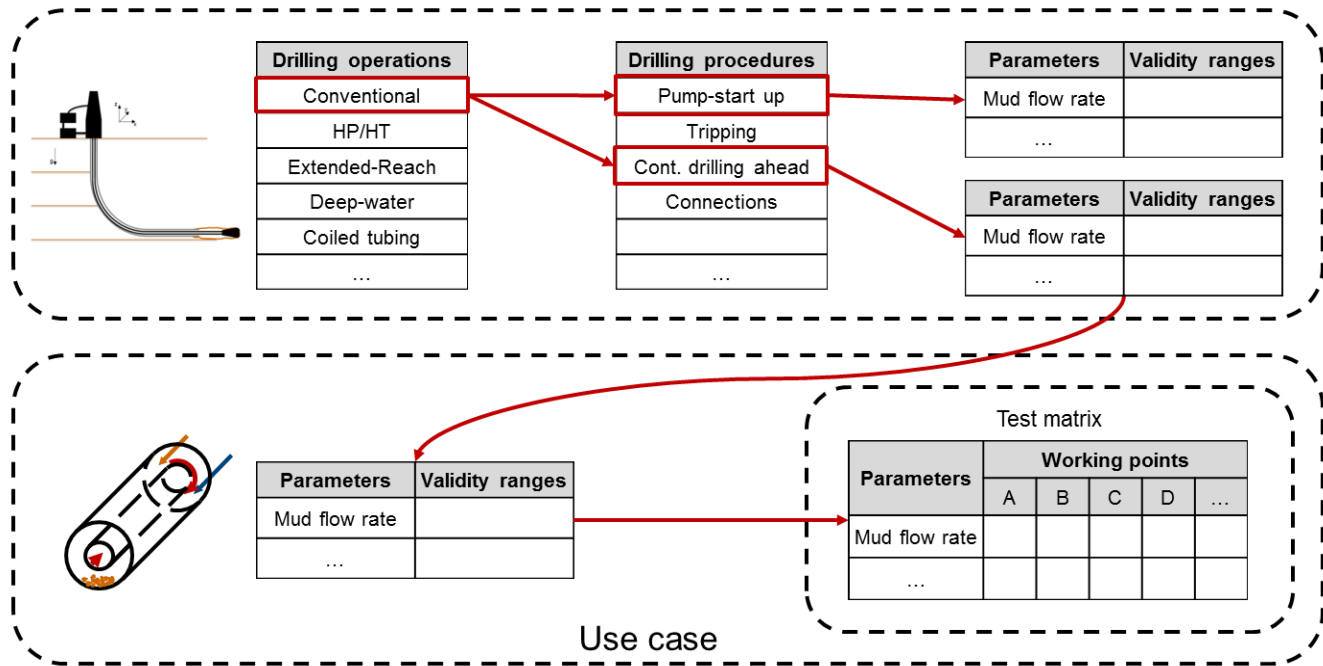 Drilling operations
Conventional
HP/HT
Extended-Reach
Deep-water
Coiled tubing
…
Drilling procedures
Pump-start up
Tripping
Cont. drilling ahead
Connections
…
Parameters Validity ranges
Mud flow rate
…
Parameters Validity ranges
Mud flow rate
…
Parameters Validity ranges
Mud flow rate
…
Test matrix
Parameters Working points
A B C D …
Mud flow rate
…
Use case